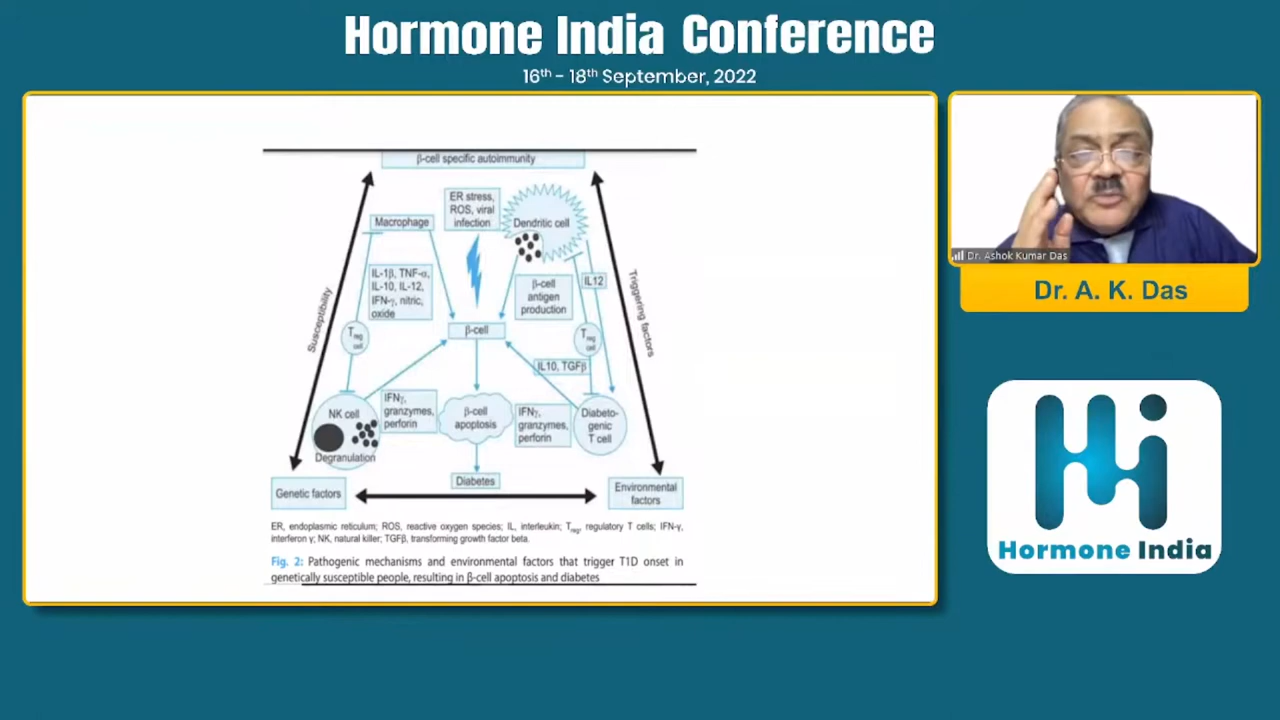 Hormone India Conference
16th - 18th September, 2022
β-cell specific autoimmunity
Macrophage
ER stress,
ROS, viral
infection
Dendritic cell
IL-1β, TNF-α,
IL-10, IL-12,
IFN-γ, nitric,
oxide
β-cell
antigen
production
IL12
Susceptibility
Triggering factors
Treg
cell
β-cell
Treg
cell
IL10, TGFβ
NK cell
Degranulation
IFNγ,
granzymes,
perforin
β-cell
apoptosis
IFNγ,
granzymes,
perforin
Diabeto-
genic
T cell
Genetic factors
Diabetes
Environmental
factors
ER, endoplasmic reticulum; ROS, reactive oxygen species; IL, interleukin; Treg, regulatory T cells; IFN-γ,
interferon γ; NK, natural killer; TGFβ, transforming growth factor beta.
Fig. 2: Pathogenic mechanisms and environmental factors that trigger T1D onset in
genetically susceptible people, resulting in β-cell apoptosis and diabetes
Dr. Ashok Kumar Das
Dr. A. K. Das
Hormone India